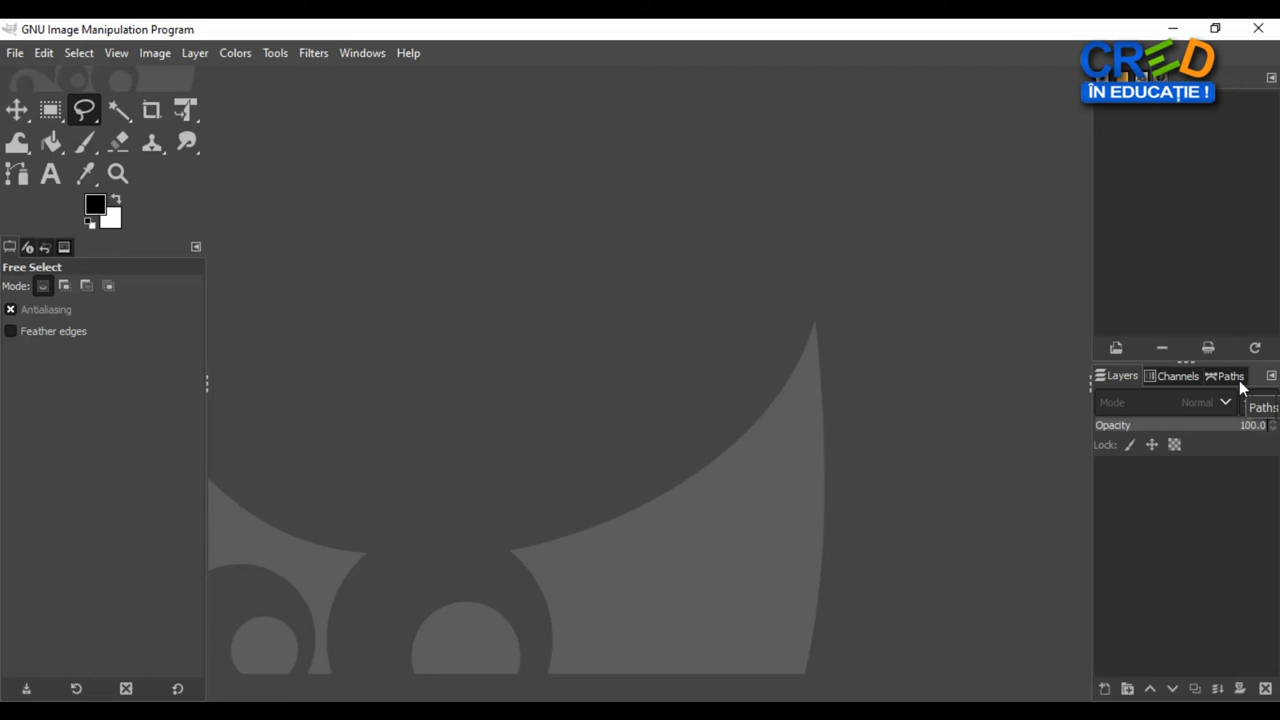 GNU Image Manipulation Program
File Edit Select View Image Layer Colors Tools Filters Windows Help
CRED
ÎN EDUCAȚIE !
Free Select
Mode:
Antialiasing
Feather edges
Layers Channels Paths
Mode Normal
Paths
Opacity 100.0
Lock: